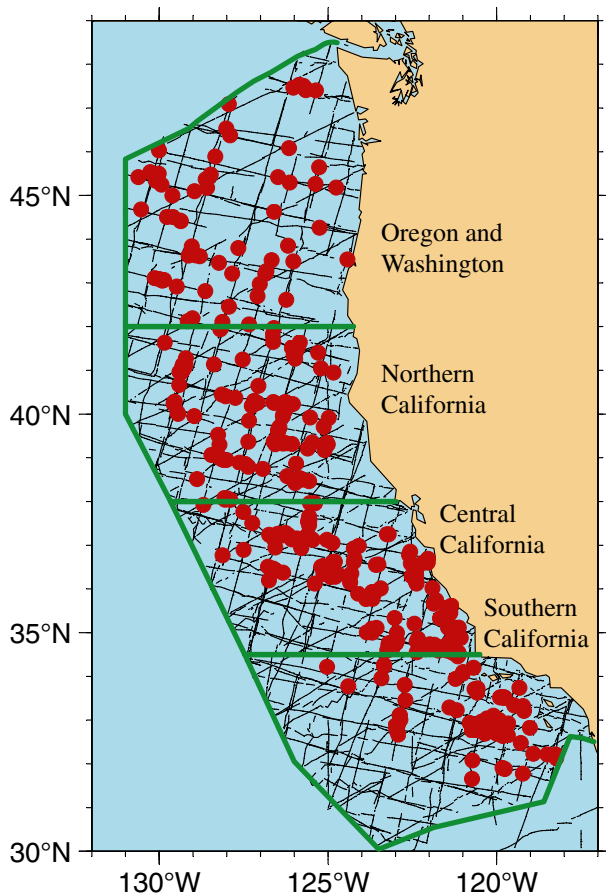 45°N
Oregon and
Washington
Northern
California
40°N
Central
California
Southern
California
35°N
30°N
130°W
125°W
120°W